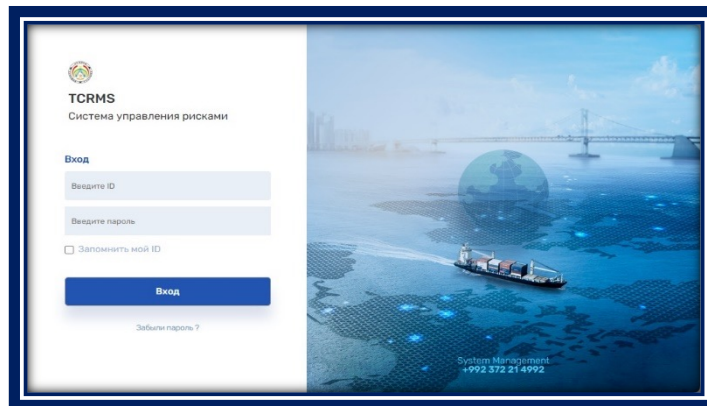 TCRMS
Система управления рисками
Вход
Введите ID
Введите пароль
Запомнить мой ID
Вход
Забыли пароль ?
System Management
+992 372 21 4992